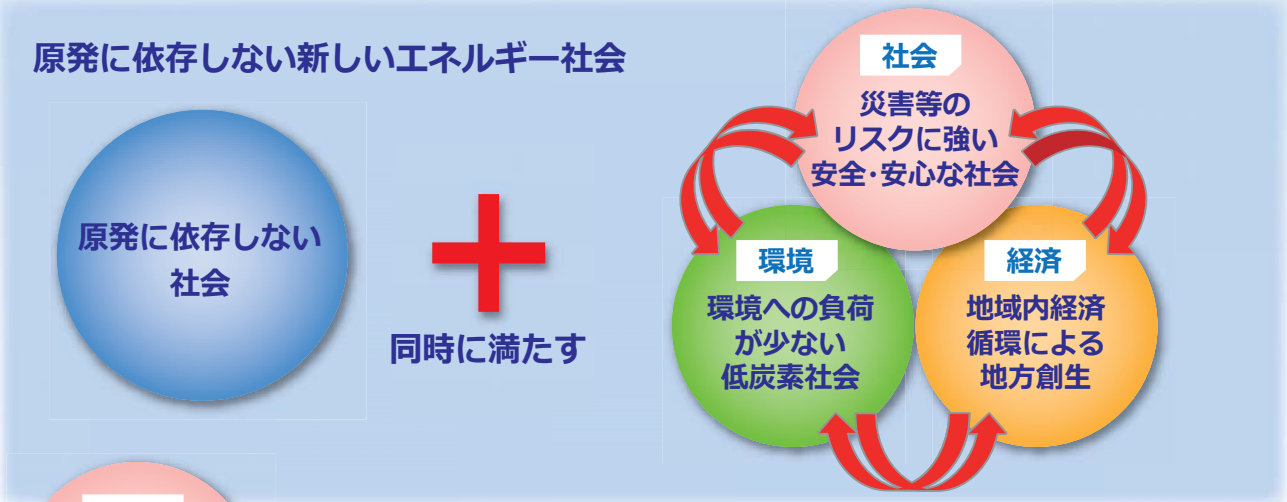 原発に依存しない新しいエネルギー社会
原発に依存しない
社会
同時に満たす
社会
災害等の
リスクに強い
安全・安心な社会
環境
環境への負荷
が少ない
低炭素社会
経済
地域内経済
循環による
地方創生